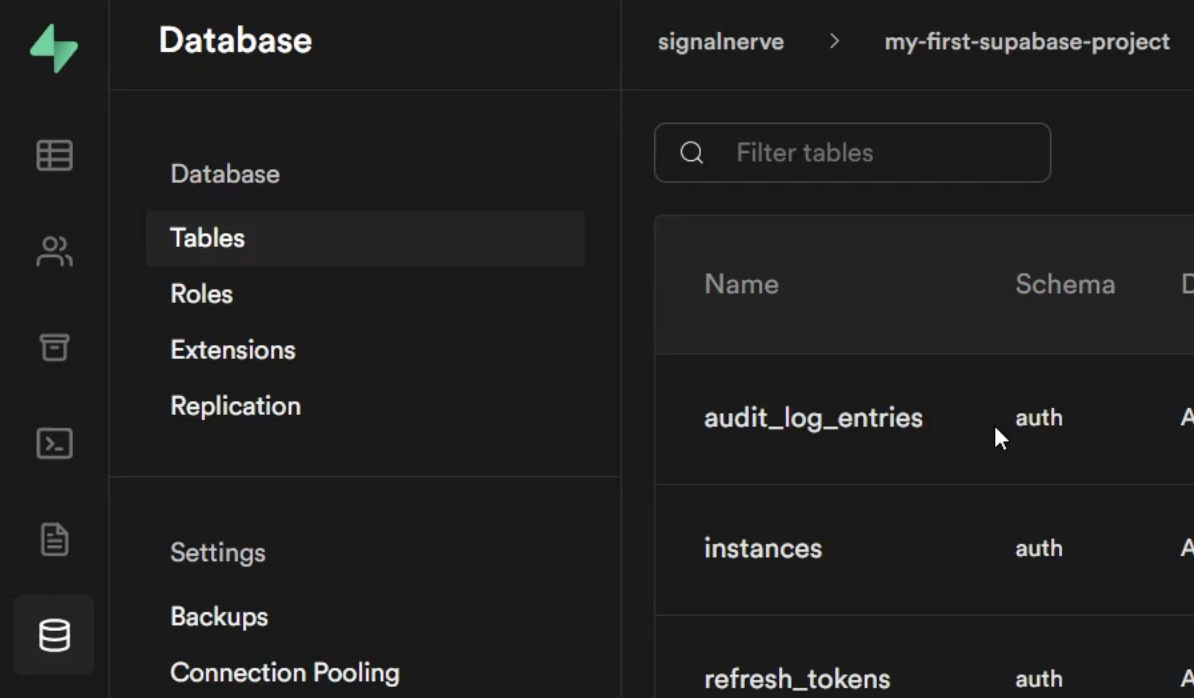 Database
signalnerve > my-first-supabase-project
Database
Tables
Roles
Extensions
Replication
Settings
Backups
Connection Pooling
Filter tables
Name Schema
audit_log_entries auth
instances auth
refresh_tokens auth